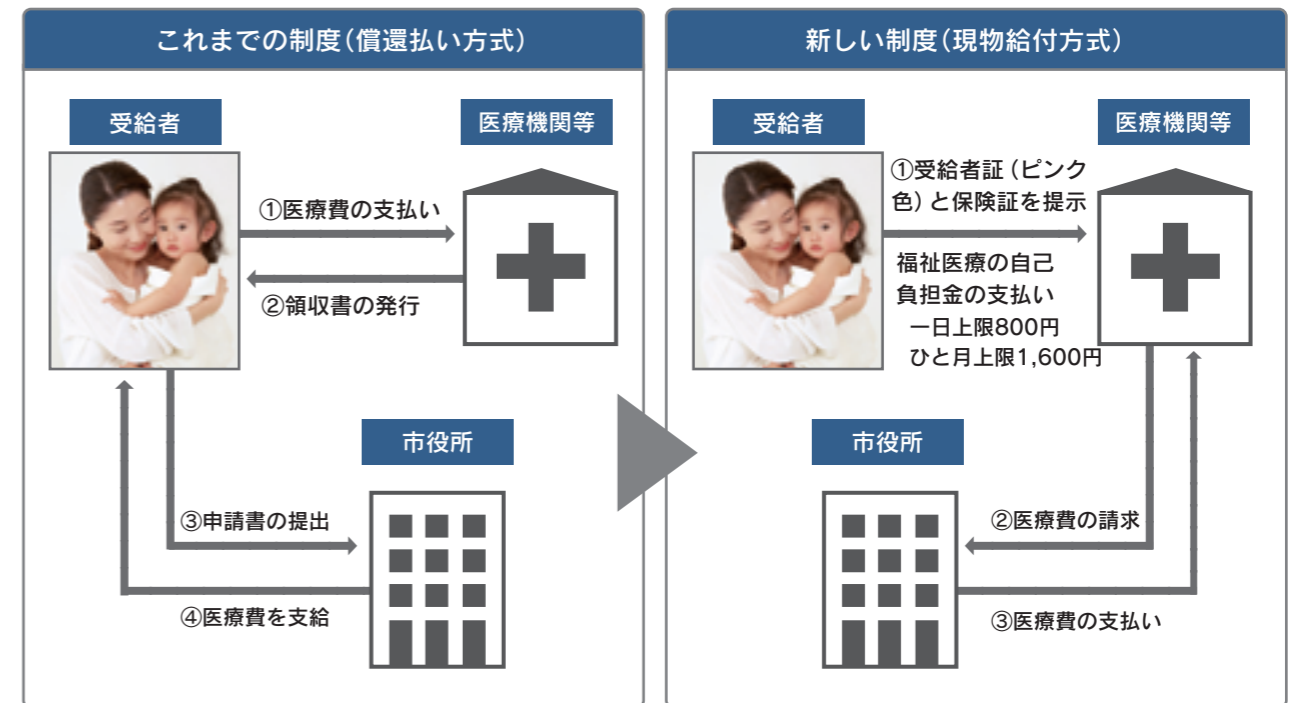 これまでの制度(償還払い方式)
受給者
医療機関等
①医療費の支払い
②領収書の発行
市役所
③申請書の提出
④医療費を支給
新しい制度(現物給付方式)
受給者
医療機関等
①受給者証(ピンク
色)と保険証を提示
福祉医療の自己
負担金の支払い
一日上限800円
ひと月上限1,600円
市役所
②医療費の請求
③医療費の支払い